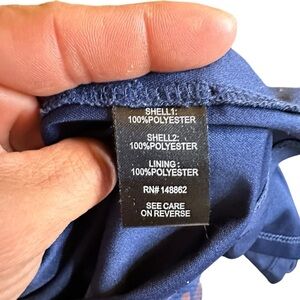 SHELL1:
100%POLYESTER
SHELL2:
100%POLYESTER
LINING:
100%POLYESTER
RN# 148862
SEE CARE
ON REVERSE